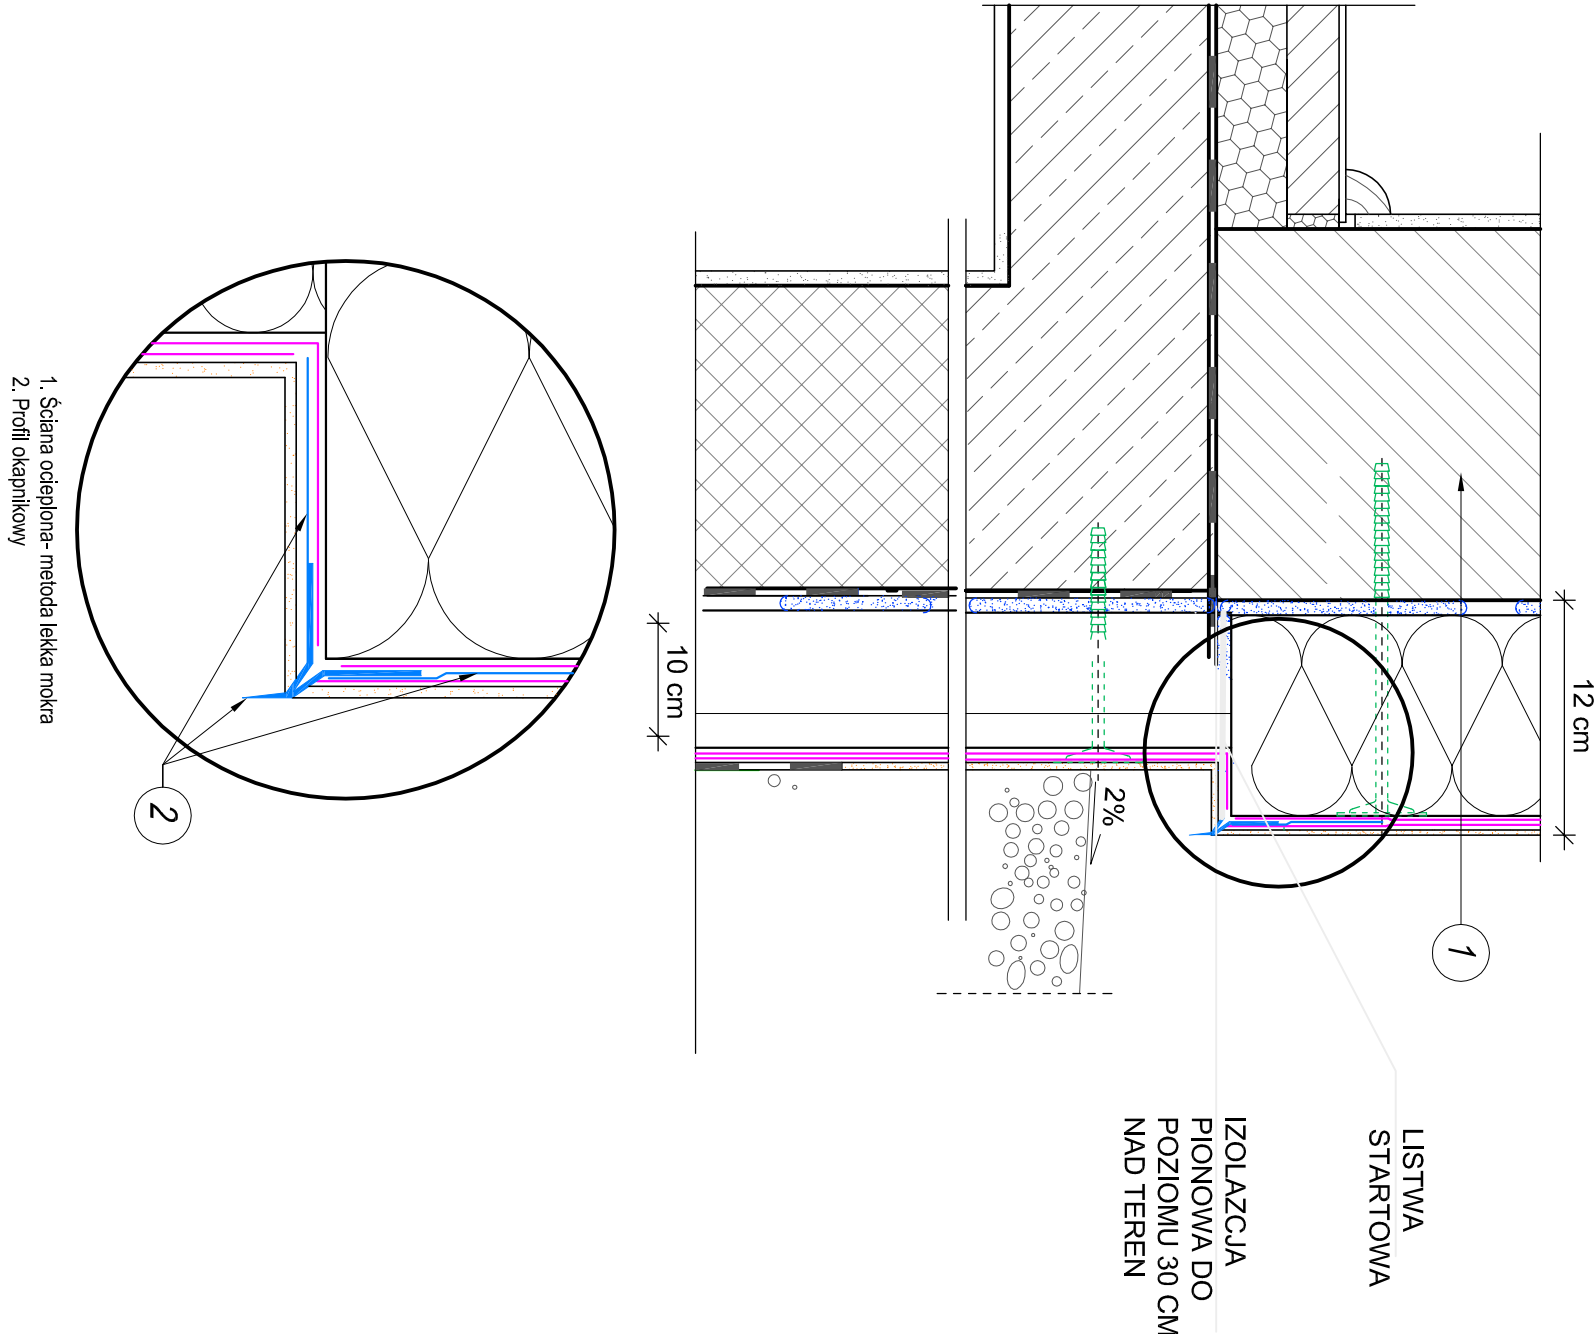 12 cm
1
LISTWA
STARTOWA
IZOLAZCJA
PIONOWA DO
POZIOMU 30 CM
NAD TEREN
2%
10 cm
2
1. Ściana ocieplona- metoda lekka mokra
2. Profil okapnikowy